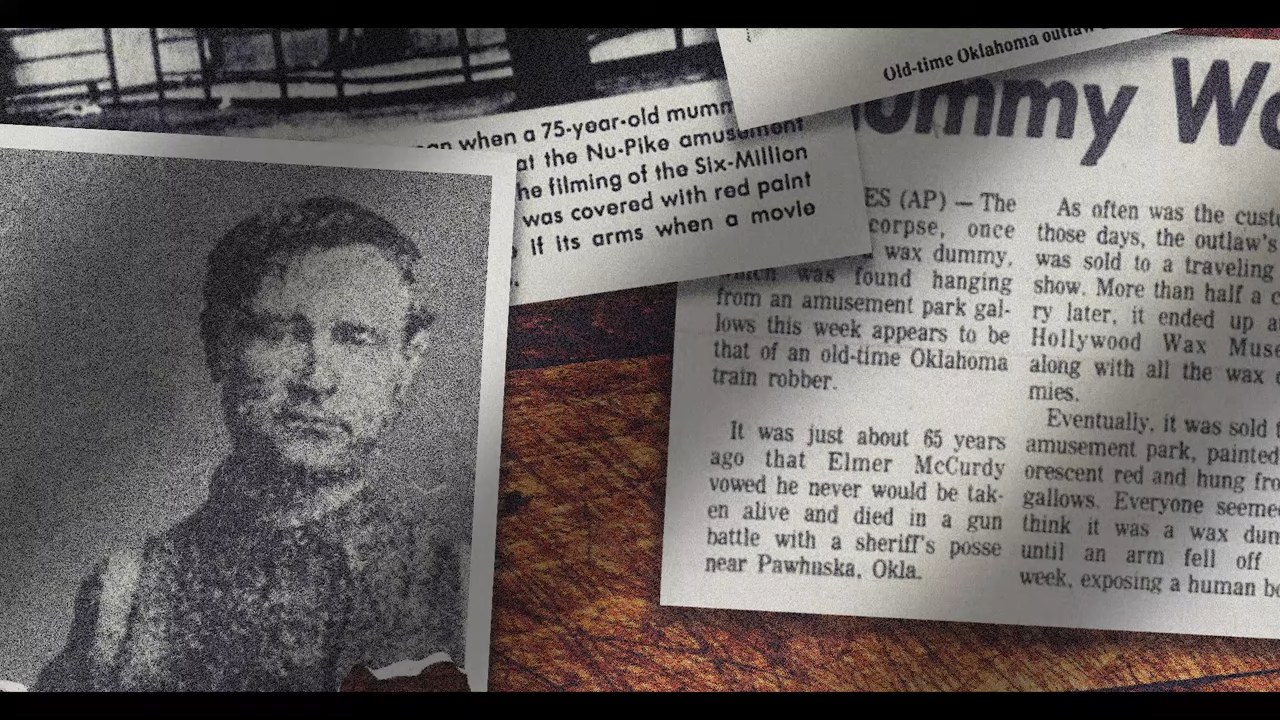 Old-time Oklahoma outlaw
when a 75-year-old mumm
at the Nu-Pike amusement
he filming of the Six-Million
was covered with red paint
if its arms when a movie
ummy Wa
ES (AP) — The
corpse, once
wax dummy,
which was found hanging
from an amusement park gal-
lows this week appears to be
that of an old-time Oklahoma
train robber.
It was just about 65 years
ago that Elmer McCurdy
vowed he never would be tak-
en alive and died in a gun
battle with a sheriff's posse
near Pawhuska, Okla.
As often was the cust
those days, the outlaw's
was sold to a traveling
show. More than half a c
ry later, it ended up a
Hollywood Wax Muse
along with all the wax
mies.
Eventually, it was sold t
amusement park, painted
orescent red and hung fro
gallows. Everyone seeme
think it was a wax dum
until an arm fell off
week, exposing a human bo